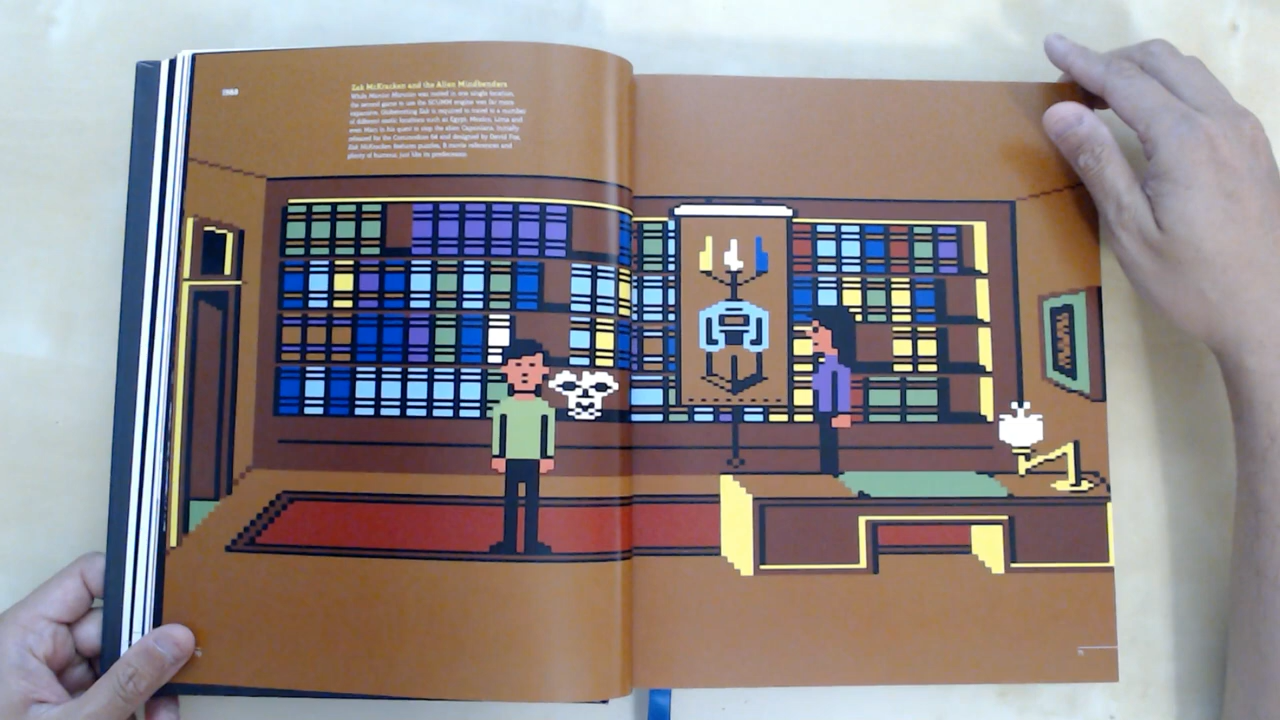 1988
Zak McKracken and the Alien Mindbenders
While Maniac Mansion was rooted in one single location,
the second game to use the SCUMM engine was far more
expansive. Globetrotting Zak is required to travel to a number
of different exotic locations such as Egypt, Mexico, Lima and
even Mars in his quest to stop the alien Caponians. Initially
released for the Commodore 64 and designed by David Fox,
Zak McKracken features puzzles, B movie references and
plenty of humour, just like its predecessor.